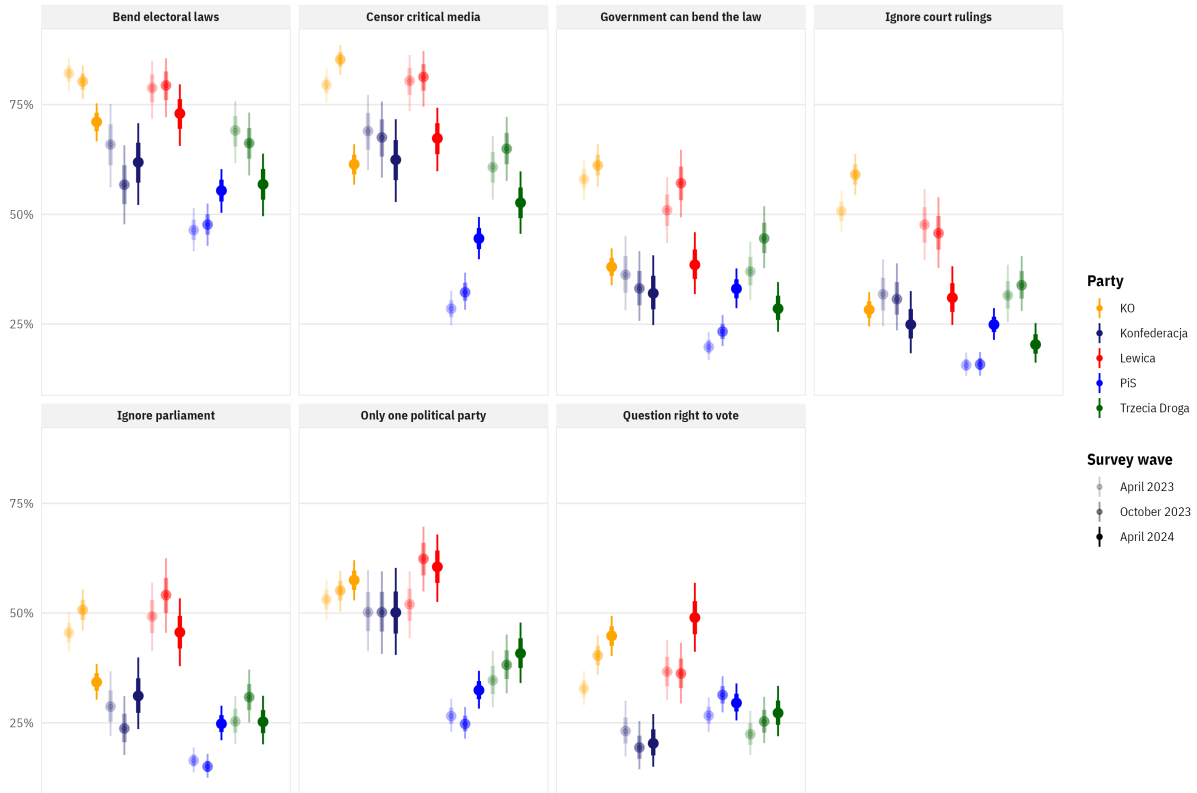 Bend electoral laws
Censor critical media
Government can bend the law
Ignore court rulings
75%
50%
25%
Ignore parliament
Only one political party
Question right to vote
75%
50%
25%
Party
KO
Konfederacja
Lewica
PiS
Trzecia Droga
Survey wave
April 2023
October 2023
April 2024